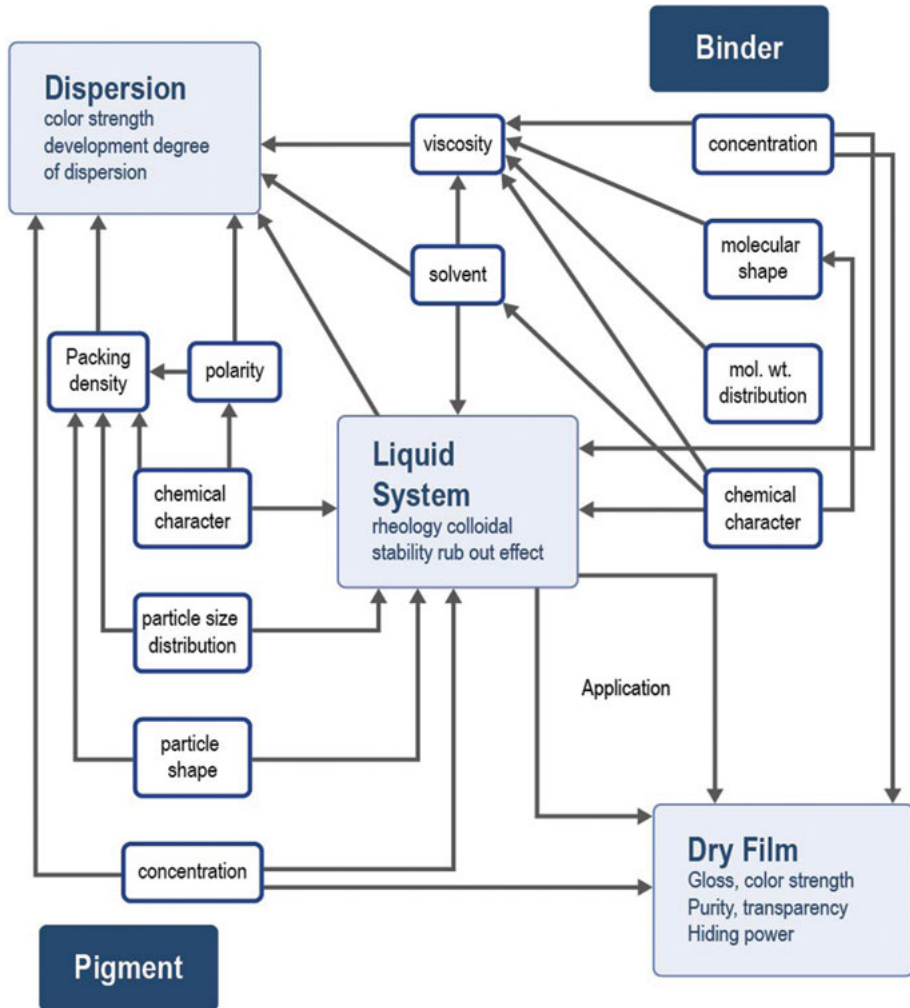 Binder
Dispersion
color strength
development degree
of dispersion
viscosity
concentration
molecular
shape
solvent
Packing
density
polarity
mol. wt.
distribution
Liquid
System
rheology colloidal
stability rub out effect
chemical
character
chemical
character
particle size
distribution
Application
particle
shape
concentration
Dry Film
Gloss, color strength
Purity, transparency
Hiding power
Pigment